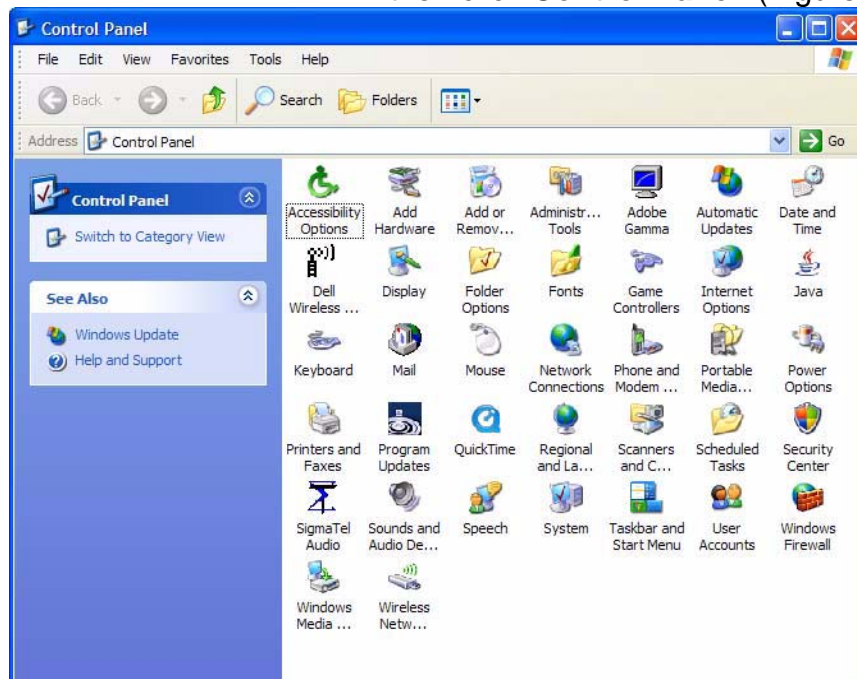 Control Panel
File Edit View Favorites Tools Help
Back Search Folders
Address Control Panel Go
Control Panel
Switch to Category View
See Also
Windows Update
Help and Support
Accessibility Options
Add Hardware
Add or Remov...
Administr... Tools
Adobe Gamma
Automatic Updates
Date and Time
Dell Wireless ...
Display
Folder Options
Fonts
Game Controllers
Internet Options
Java
Keyboard
Mail
Mouse
Network Connections
Phone and Modem ...
Portable Media...
Power Options
Printers and Faxes
Program Updates
QuickTime
Regional and La...
Scanners and C...
Scheduled Tasks
Security Center
SigmaTel Audio
Sounds and Audio De...
Speech
System
Taskbar and Start Menu
User Accounts
Windows Firewall
Windows Media ...
Wireless Netw...